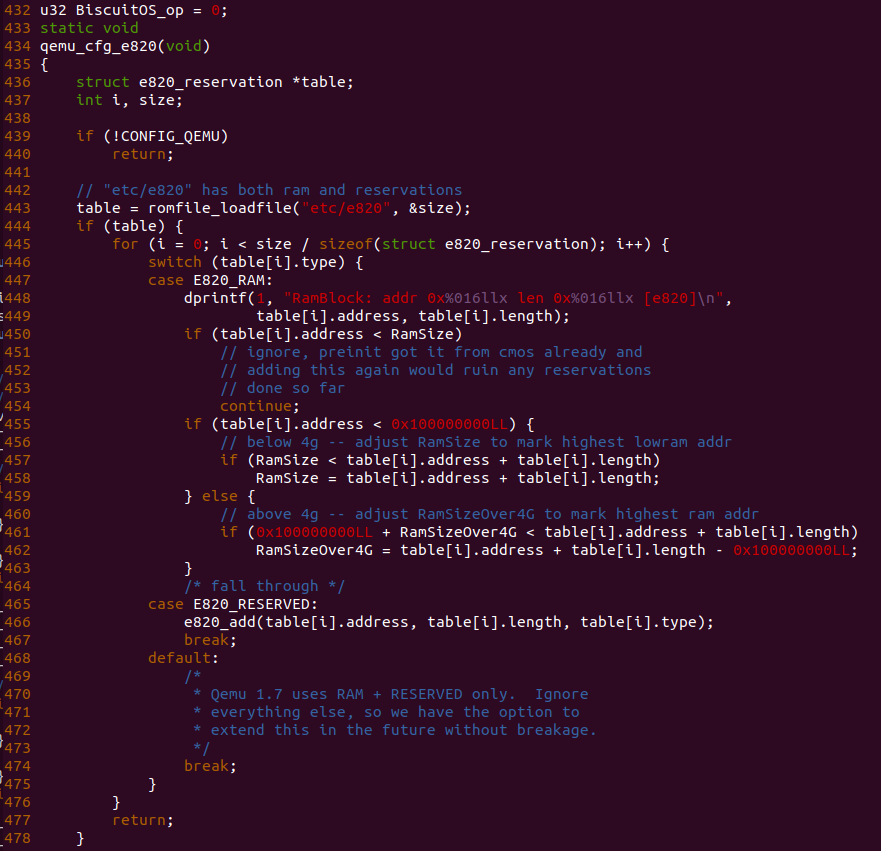 432 u32 BiscuitOS_op = 0;
433 static void
434 qemu_cfg_e820(void)
435 {
436     struct e820_reservation *table;
437     int i, size;
438
439     if (!CONFIG_QEMU)
440         return;
441
442     // "etc/e820" has both ram and reservations
443     table = romfile_loadfile("etc/e820", &size);
444     if (table) {
445         for (i = 0; i < size / sizeof(struct e820_reservation); i++) {
446             switch (table[i].type) {
447             case E820_RAM:
448                 dprintf(1, "RamBlock: addr 0x%016llx len 0x%016llx [e820]\n",
449                         table[i].address, table[i].length);
450                 if (table[i].address < RamSize)
451                     // ignore, preinit got it from cmos already and
452                     // adding this again would ruin any reservations
453                     // done so far
454                     continue;
455                 if (table[i].address < 0x100000000LL) {
456                     // below 4g -- adjust RamSize to mark highest lowram addr
457                     if (RamSize < table[i].address + table[i].length)
458                         RamSize = table[i].address + table[i].length;
459                 } else {
460                     // above 4g -- adjust RamSizeOver4G to mark highest ram addr
461                     if (0x100000000LL + RamSizeOver4G < table[i].address + table[i].length)
462                         RamSizeOver4G = table[i].address + table[i].length - 0x100000000LL;
463                 }
464                 /* fall through */
465             case E820_RESERVED:
466                 e820_add(table[i].address, table[i].length, table[i].type);
467                 break;
468             default:
469                 /*
470                  * Qemu 1.7 uses RAM + RESERVED only.  Ignore
471                  * everything else, so we have the option to
472                  * extend this in the future without breakage.
473                  */
474                 break;
475             }
476         }
477         return;
478     }